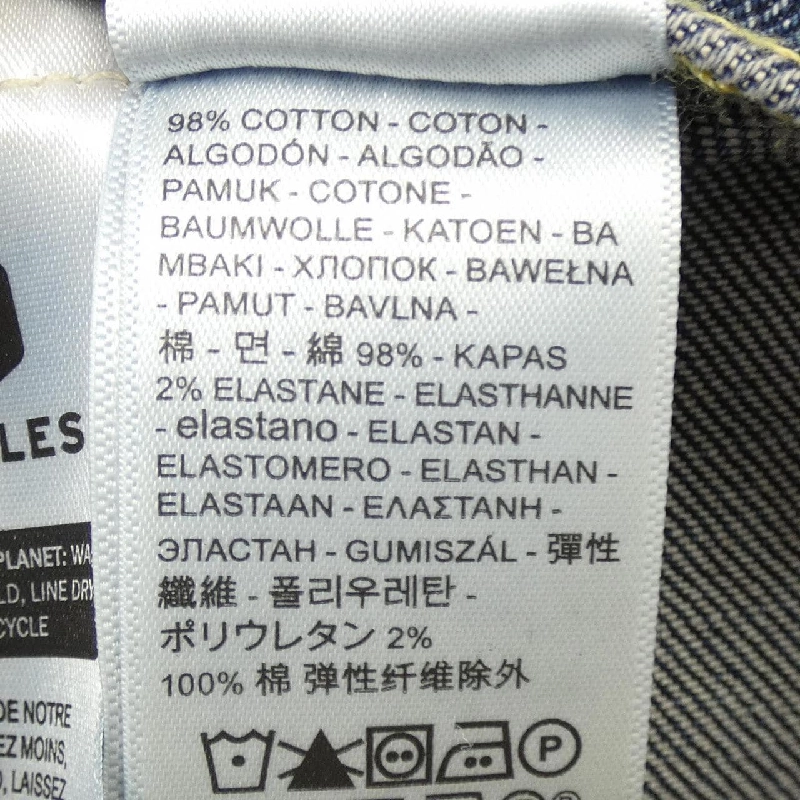 98% COTTON - COTON -
ALGODÓN - ALGODÃO -
PAMUK - COTONE -
BAUMWOLLE - KATOEN - BA
MBAKI - ХЛОПОК - BAWEŁNA
- PAMUT - BAVLNA -
棉 - 면 - 綿 98% - KAPAS
2% ELASTANE - ELASTHANNE
- elastano - ELASTAN -
ELASTOMERO - ELASTHAN -
ELASTAAN - ΕΛΑΣΤΑΝΗ -
ЭЛАСТАН - GUMISZÁL - 彈性
纖維 - 폴리우레탄 -
ポリウレタン 2%
100% 棉 弹性纤维除外
P
LES
PLANET: WA
LD, LINE DRY
CYCLE
DE NOTRE
EZ MOINS,
, LAISSEZ